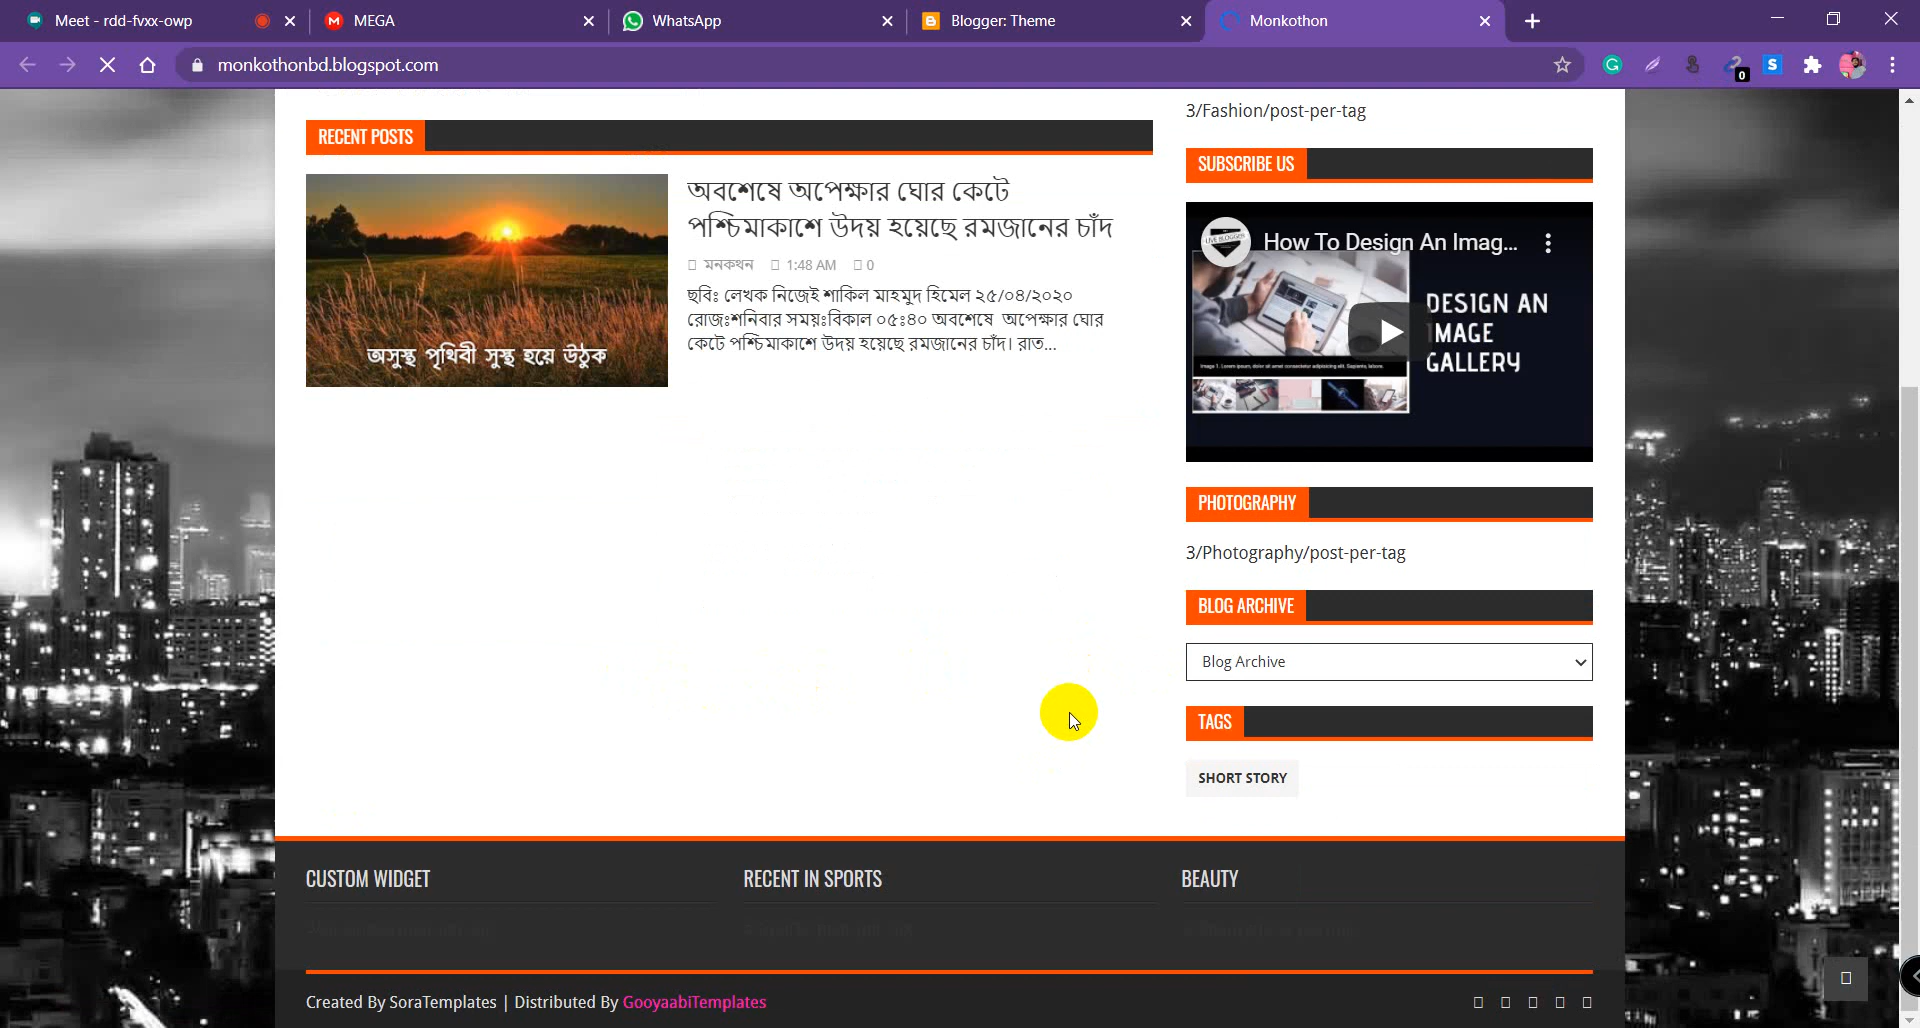 Meet - rdd-fvxx-owp
MEGA
WhatsApp
Blogger: Theme
Monkothon
monkothonbd.blogspot.com
0
RECENT POSTS
অসুস্থ পৃথিবী সুস্থ হয়ে উঠুক
অবশেষে অপেক্ষার ঘোর কেটে
পশ্চিমাকাশে উদয় হয়েছে রমজানের চাঁদ
মনকথন 1:48 AM 0
ছবিঃ লেখক নিজেই শাকিল মাহমুদ হিমেল ২৫/০৪/২০২০
রোজঃশনিবার সময়ঃবিকাল ০৫ঃ৪০ অবশেষে অপেক্ষার ঘোর
কেটে পশ্চিমাকাশে উদয় হয়েছে রমজানের চাঁদ। রাত...
3/Fashion/post-per-tag
SUBSCRIBE US
LIVE BLOGGER
How To Design An Imag...
DESIGN AN
IMAGE
GALLERY
PHOTOGRAPHY
3/Photography/post-per-tag
BLOG ARCHIVE
Blog Archive
TAGS
SHORT STORY
CUSTOM WIDGET
RECENT IN SPORTS
BEAUTY
Created By SoraTemplates | Distributed By GooyaabiTemplates